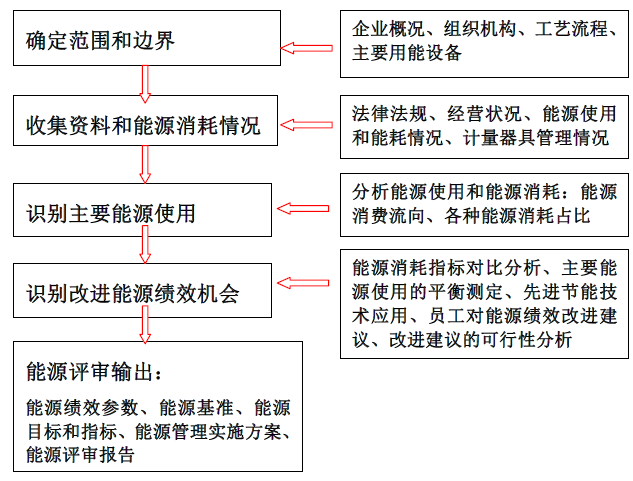 确定范围和边界
企业概况、组织机构、工艺流程、
主要用能设备
收集资料和能源消耗情况
法律法规、经营状况、能源使用
和能耗情况、计量器具管理情况
识别主要能源使用
分析能源使用和能源消耗：能源
消费流向、各种能源消耗占比
识别改进能源绩效机会
能源消耗指标对比分析、主要能
源使用的平衡测定、先进节能技
术应用、员工对能源绩效改进建
议、改进建议的可行性分析
能源评审输出：
能源绩效参数、能源基准、能源
目标和指标、能源管理实施方案、
能源评审报告